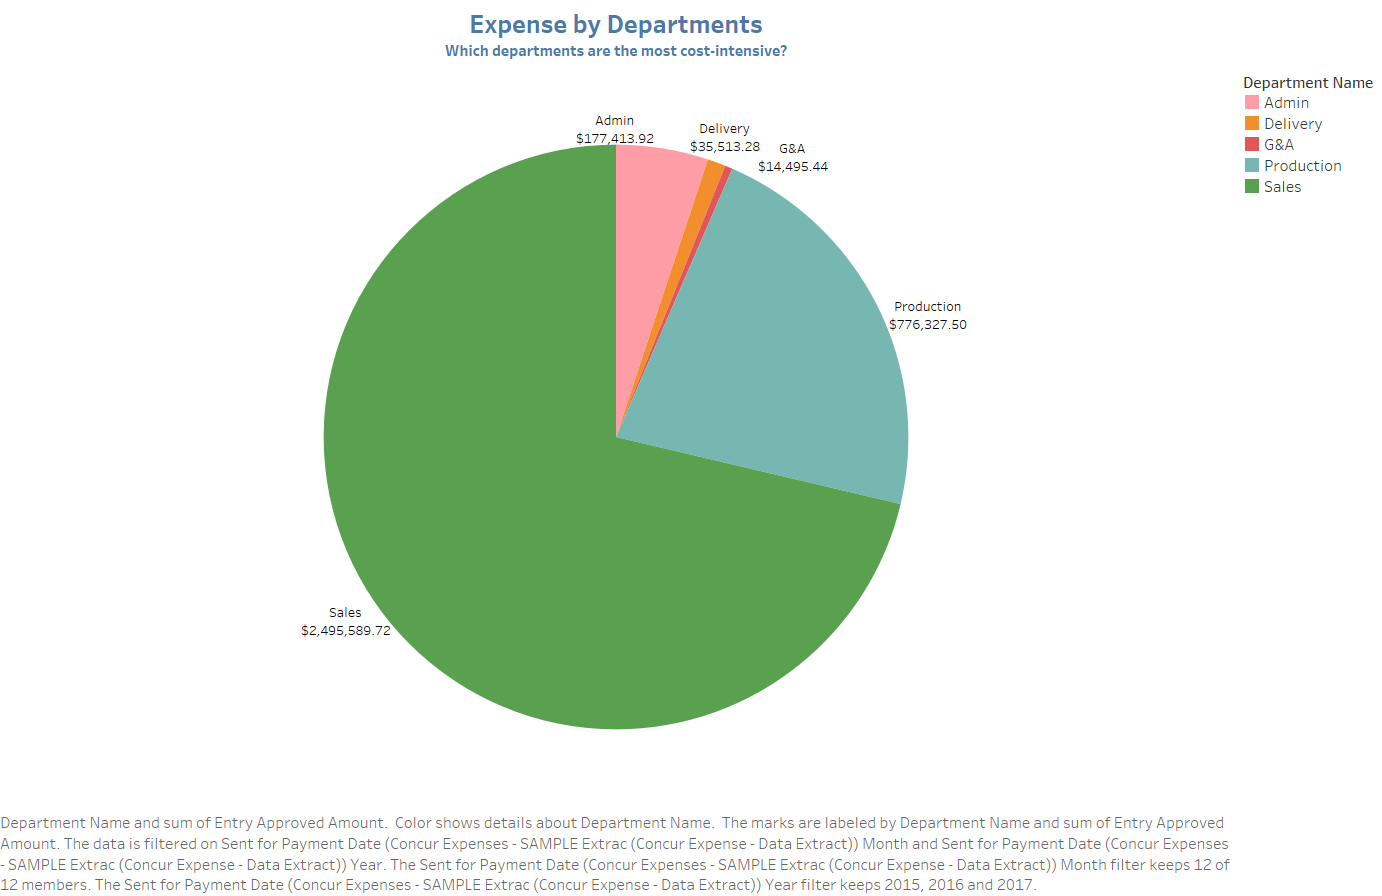 Expense by Departments
Which departments are the most cost-intensive?
Department Name
Admin
Delivery
G&A
Production
Sales
Admin
$177,413.92
Delivery
$35,513.28
G&A
$14,495.44
Production
$776,327.50
Sales
$2,495,589.72
Department Name and sum of Entry Approved Amount.  Color shows details about Department Name.  The marks are labeled by Department Name and sum of Entry Approved
Amount. The data is filtered on Sent for Payment Date (Concur Expenses - SAMPLE Extrac (Concur Expense - Data Extract)) Month and Sent for Payment Date (Concur Expenses
- SAMPLE Extrac (Concur Expense - Data Extract)) Year. The Sent for Payment Date (Concur Expenses - SAMPLE Extrac (Concur Expense - Data Extract)) Month filter keeps 12 of
12 members. The Sent for Payment Date (Concur Expenses - SAMPLE Extrac (Concur Expense - Data Extract)) Year filter keeps 2015, 2016 and 2017.